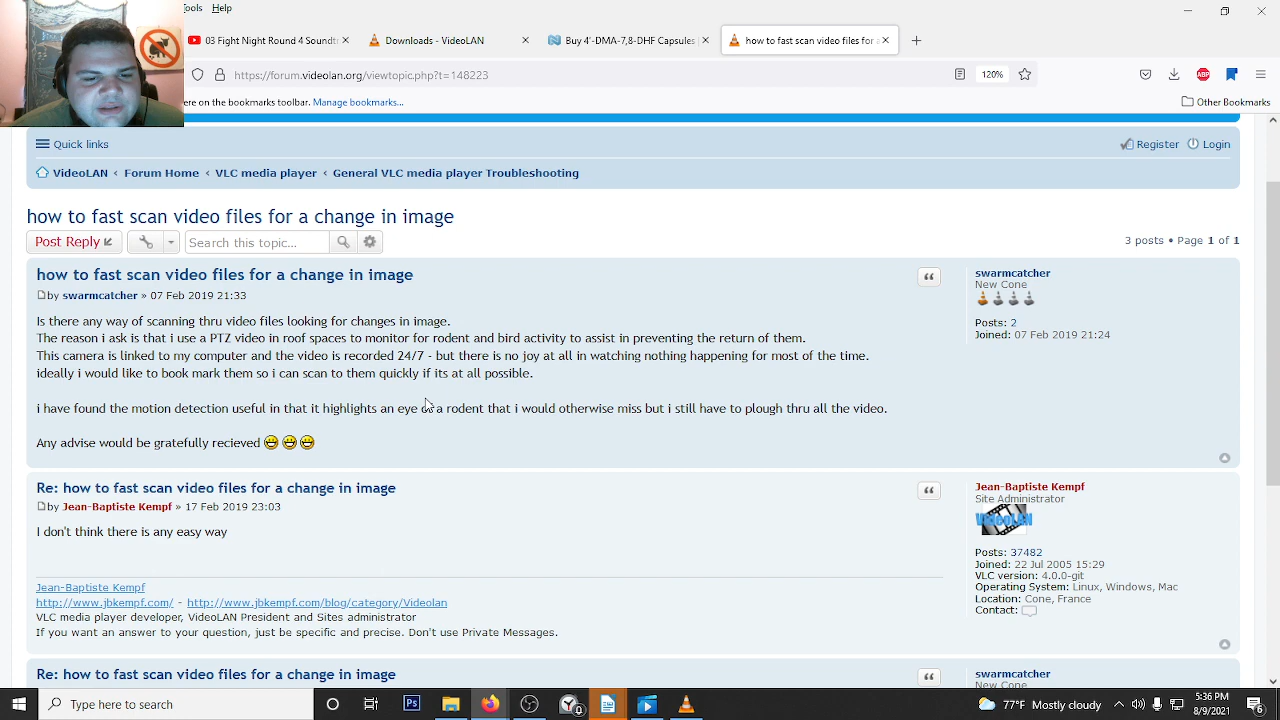 ools Help
03 Fight Night Round 4 Soundt
Downloads - VideoLAN
Buy 4'-DMA-7,8-DHF Capsules |
how to fast scan video files for a
https://forum.videolan.org/viewtopic.php?t=148223
120%
ABP
ere on the bookmarks toolbar. Manage bookmarks...
Other Bookmarks
Quick links
Register Login
VideoLAN ‹ Forum Home ‹ VLC media player ‹ General VLC media player Troubleshooting
how to fast scan video files for a change in image
Post Reply
Search this topic...
3 posts • Page 1 of 1
how to fast scan video files for a change in image
by swarmcatcher » 07 Feb 2019 21:33
Is there any way of scanning thru video files looking for changes in image.
The reason i ask is that i use a PTZ video in roof spaces to monitor for rodent and bird activity to assist in preventing the return of them.
This camera is linked to my computer and the video is recorded 24/7 - but there is no joy at all in watching nothing happening for most of the time.
ideally i would like to book mark them so i can scan to them quickly if its at all possible.
i have found the motion detection useful in that it highlights an eye of a rodent that i would otherwise miss but i still have to plough thru all the video.
Any advise would be gratefully recieved
swarmcatcher
New Cone
Posts: 2
Joined: 07 Feb 2019 21:24
Re: how to fast scan video files for a change in image
by Jean-Baptiste Kempf » 17 Feb 2019 23:03
I don't think there is any easy way
Jean-Baptiste Kempf
http://www.jbkempf.com/ - http://www.jbkempf.com/blog/category/Videolan
VLC media player developer, VideoLAN President and Sites administrator
If you want an answer to your question, just be specific and precise. Don't use Private Messages.
Jean-Baptiste Kempf
Site Administrator
VideoLAN
Posts: 37482
Joined: 22 Jul 2005 15:29
VLC version: 4.0.0-git
Operating System: Linux, Windows, Mac
Location: Cone, France
Contact:
Re: how to fast scan video files for a change in image
swarmcatcher
New Cone
Type here to search
Ps
77°F Mostly cloudy
5:36 PM
8/9/2021
6